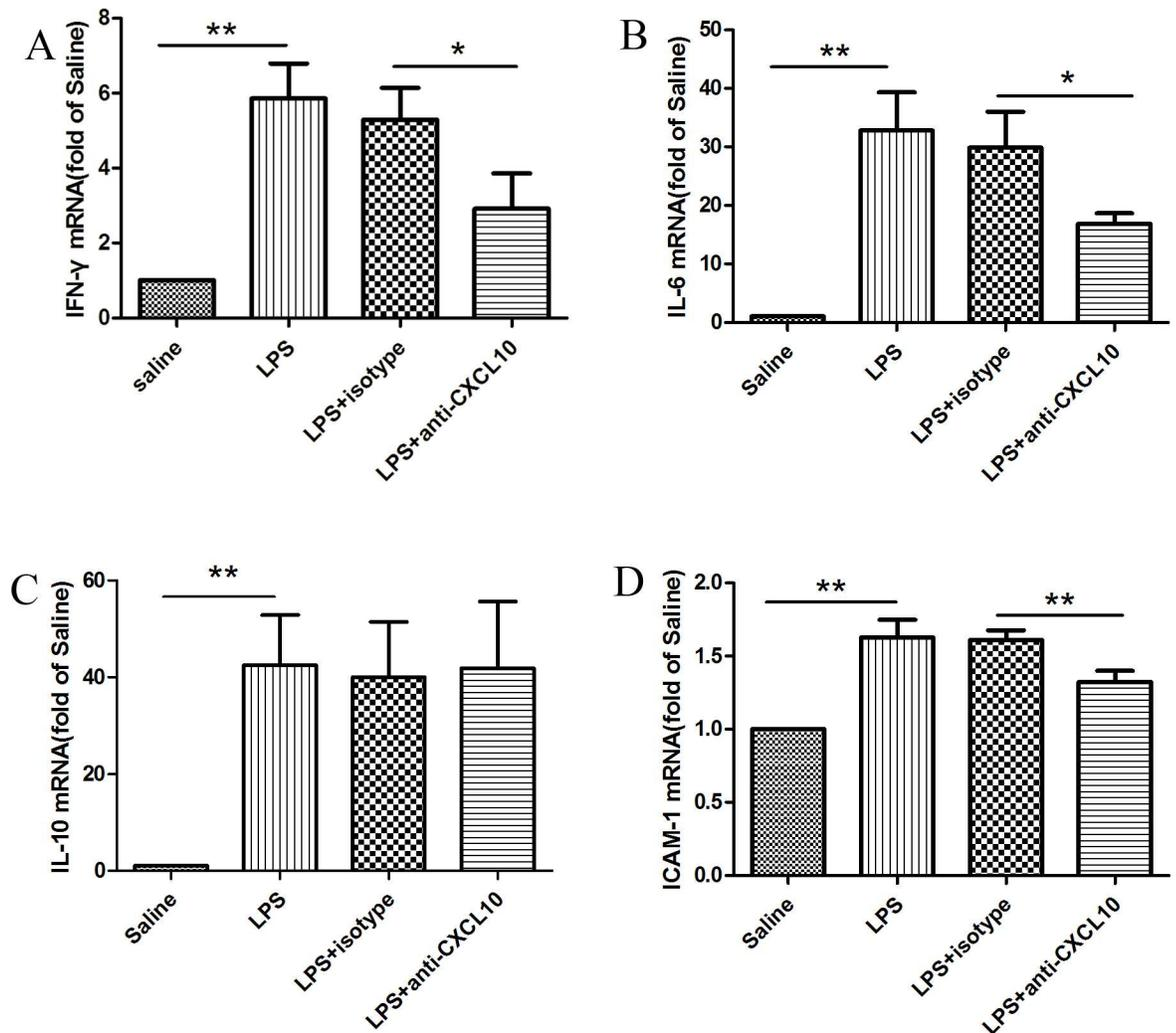 A
IFN-γ mRNA(fold of Saline)
8
6
4
2
0
**
*
saline
LPS
LPS+isotype
LPS+anti-CXCL10
B
IL-6 mRNA(fold of Saline)
50
40
30
20
10
0
**
*
Saline
LPS
LPS+isotype
LPS+anti-CXCL10
C
IL-10 mRNA(fold of Saline)
60
40
20
0
**
Saline
LPS
LPS+isotype
LPS+anti-CXCL10
D
ICAM-1 mRNA(fold of Saline)
2.0
1.5
1.0
0.5
0.0
**
**
Saline
LPS
LPS+isotype
LPS+anti-CXCL10